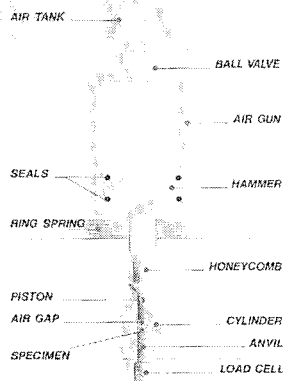 AIR TANK
BALL VALVE
AIR GUN
SEALS
HAMMER
RING SPRING
HONEYCOMB
PISTON
AIR GAP
CYLINDER
SPECIMEN
ANVIL
LOAD CELL